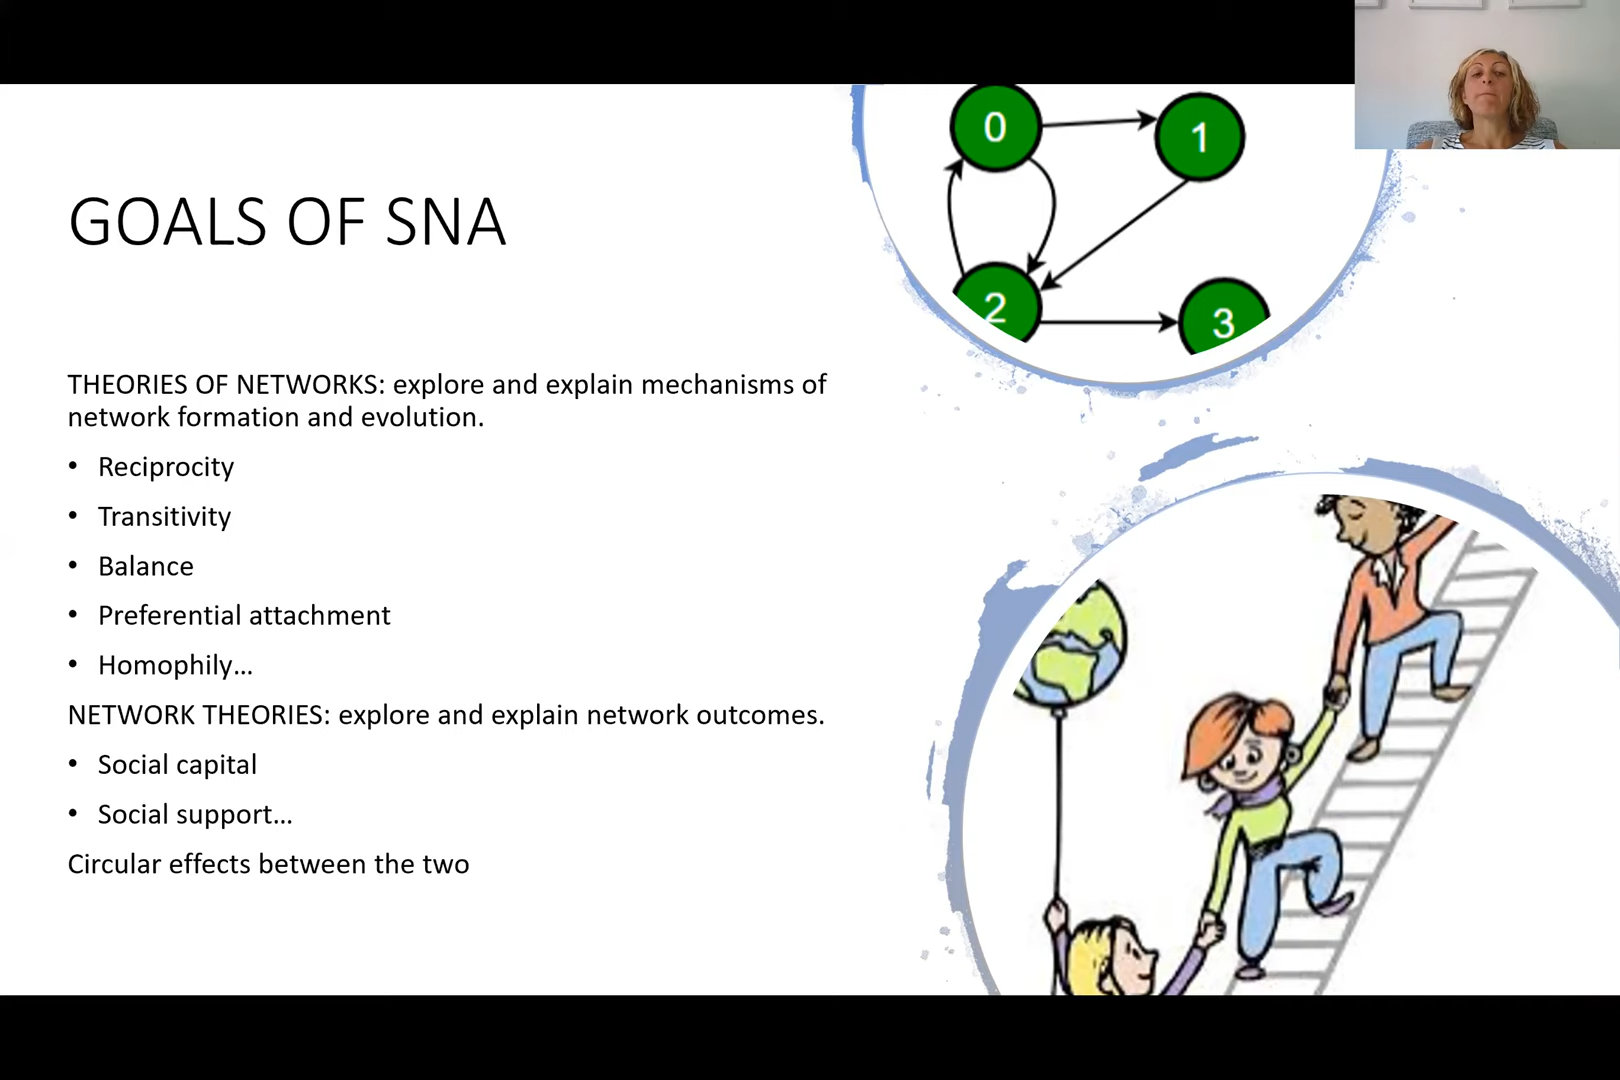 GOALS OF SNA
THEORIES OF NETWORKS: explore and explain mechanisms of
network formation and evolution.
• Reciprocity
• Transitivity
• Balance
• Preferential attachment
• Homophily...
NETWORK THEORIES: explore and explain network outcomes.
• Social capital
• Social support...
Circular effects between the two
0
1
2
3